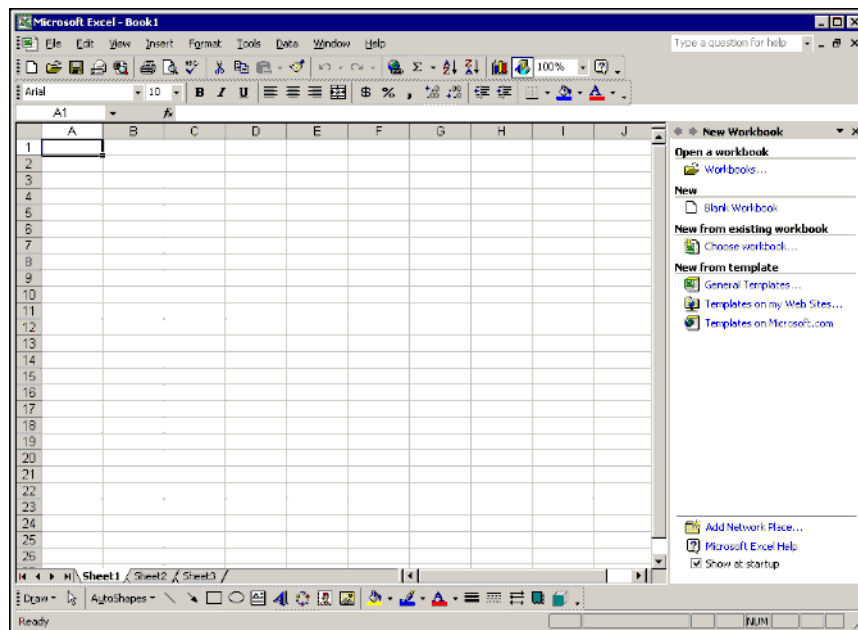 Microsoft Excel - Book1
File Edit View Insert Format Tools Data Window Help
Type a question for help
100%
Arial 10 B I U $ % ,
A1 fx
A B C D E F G H I J
1
2
3
4
5
6
7
8
9
10
11
12
13
14
15
16
17
18
19
20
21
22
23
24
25
26
New Workbook
Open a workbook
Workbooks...
New
Blank Workbook
New from existing workbook
Choose workbook...
New from template
General Templates...
Templates on my Web Sites...
Templates on Microsoft.com
Add Network Place...
Microsoft Excel Help
Show at startup
Sheet1 Sheet2 Sheet3
Draw AutoShapes
Ready NUM